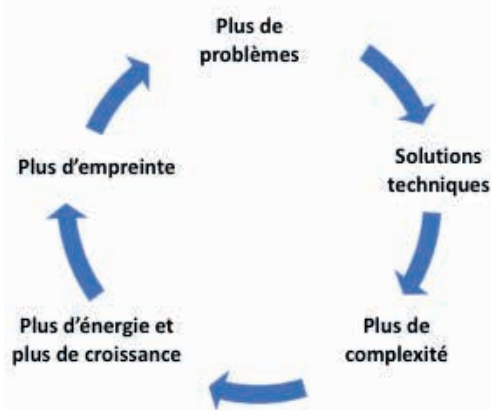 Plus de
problèmes
Solutions
techniques
Plus de
complexité
Plus d'énergie et
plus de croissance
Plus d'empreinte